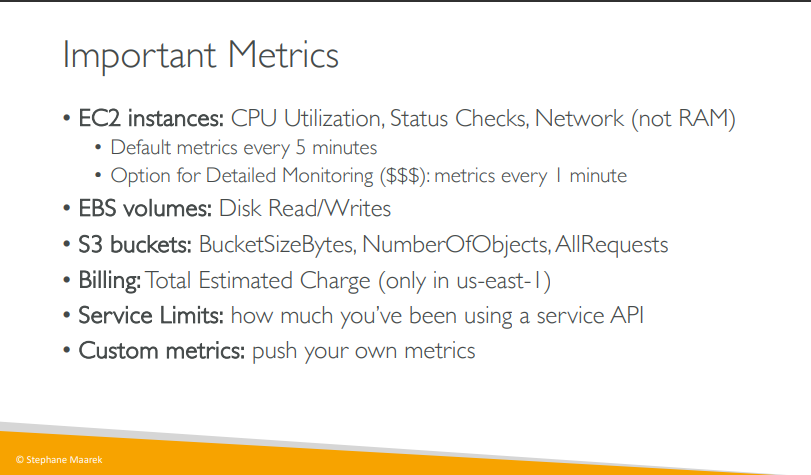 Important Metrics
• EC2 instances: CPU Utilization, Status Checks, Network (not RAM)
• Default metrics every 5 minutes
• Option for Detailed Monitoring ($$$): metrics every 1 minute
• EBS volumes: Disk Read/Writes
• S3 buckets: BucketSizeBytes, NumberOfObjects, AllRequests
• Billing: Total Estimated Charge (only in us-east-1)
• Service Limits: how much you've been using a service API
• Custom metrics: push your own metrics
© Stephane Maarek